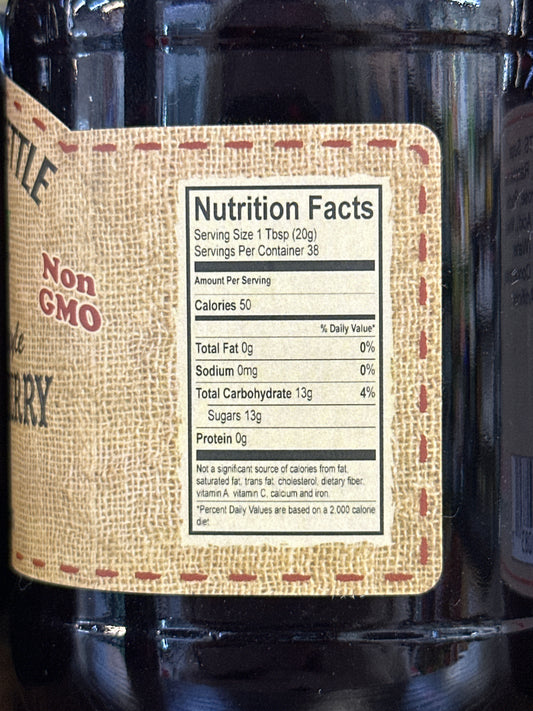 TTLE
Non
GMO
RRY
Nutrition Facts
Serving Size 1 Tbsp (20g)
Servings Per Container 38
Amount Per Serving
Calories 50
% Daily Value*
Total Fat 0g 0%
Sodium 0mg 0%
Total Carbohydrate 13g 4%
Sugars 13g
Protein 0g
Not a significant source of calories from fat,
saturated fat, trans fat, cholesterol, dietary fiber,
vitamin A, vitamin C, calcium and iron.
*Percent Daily Values are based on a 2,000 calorie
diet.